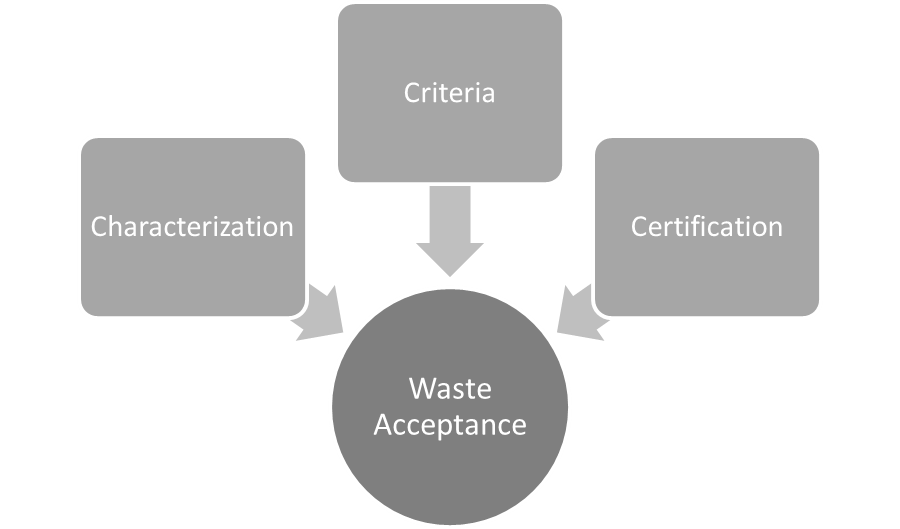 Criteria
Characterization
Certification
Waste
Acceptance